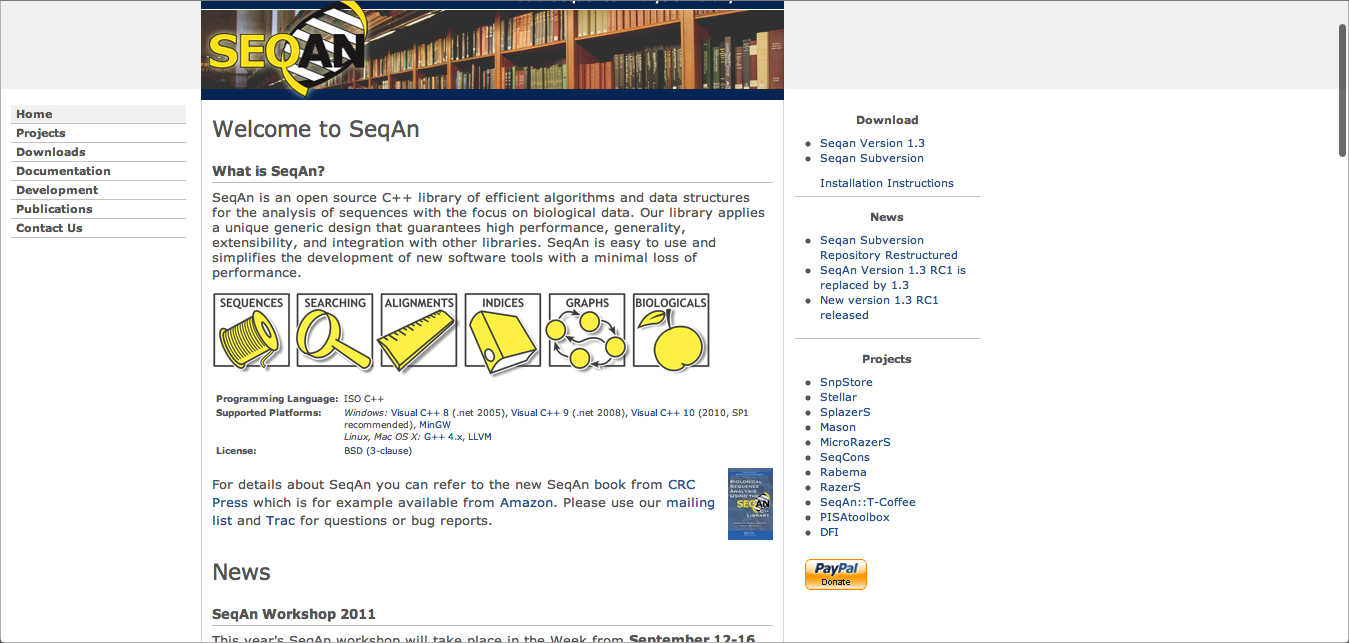 SEQAN
Home
Projects
Downloads
Documentation
Development
Publications
Contact Us
Welcome to SeqAn
What is SeqAn?
SeqAn is an open source C++ library of efficient algorithms and data structures
for the analysis of sequences with the focus on biological data. Our library applies
a unique generic design that guarantees high performance, generality,
extensibility, and integration with other libraries. SeqAn is easy to use and
simplifies the development of new software tools with a minimal loss of
performance.
SEQUENCES SEARCHING ALIGNMENTS INDICES GRAPHS BIOLOGICALS
Programming Language: ISO C++
Supported Platforms: Windows: Visual C++ 8 (.net 2005), Visual C++ 9 (.net 2008), Visual C++ 10 (2010, SP1
recommended), MinGW
Linux, Mac OS X: G++ 4.x, LLVM
License: BSD (3-clause)
For details about SeqAn you can refer to the new SeqAn book from CRC
Press which is for example available from Amazon. Please use our mailing
list and Trac for questions or bug reports.
BIOLOGICAL
SEQUENCE
ANALYSIS
USING THE
SEQAN
C++
LIBRARY
News
SeqAn Workshop 2011
This year's SeqAn workshop will take place in the Week from September 12-16
Download
Seqan Version 1.3
Seqan Subversion
Installation Instructions
News
Seqan Subversion
Repository Restructured
SeqAn Version 1.3 RC1 is
replaced by 1.3
New version 1.3 RC1
released
Projects
SnpStore
Stellar
SplazerS
Mason
MicroRazerS
SeqCons
Rabema
RazerS
SeqAn::T-Coffee
PISAtoolbox
DFI
PayPal
Donate